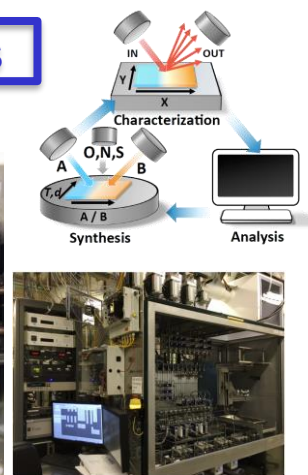 s
IN OUT
Y
X
Characterization
O,N,S
A B
T,d
A / B
Synthesis Analysis